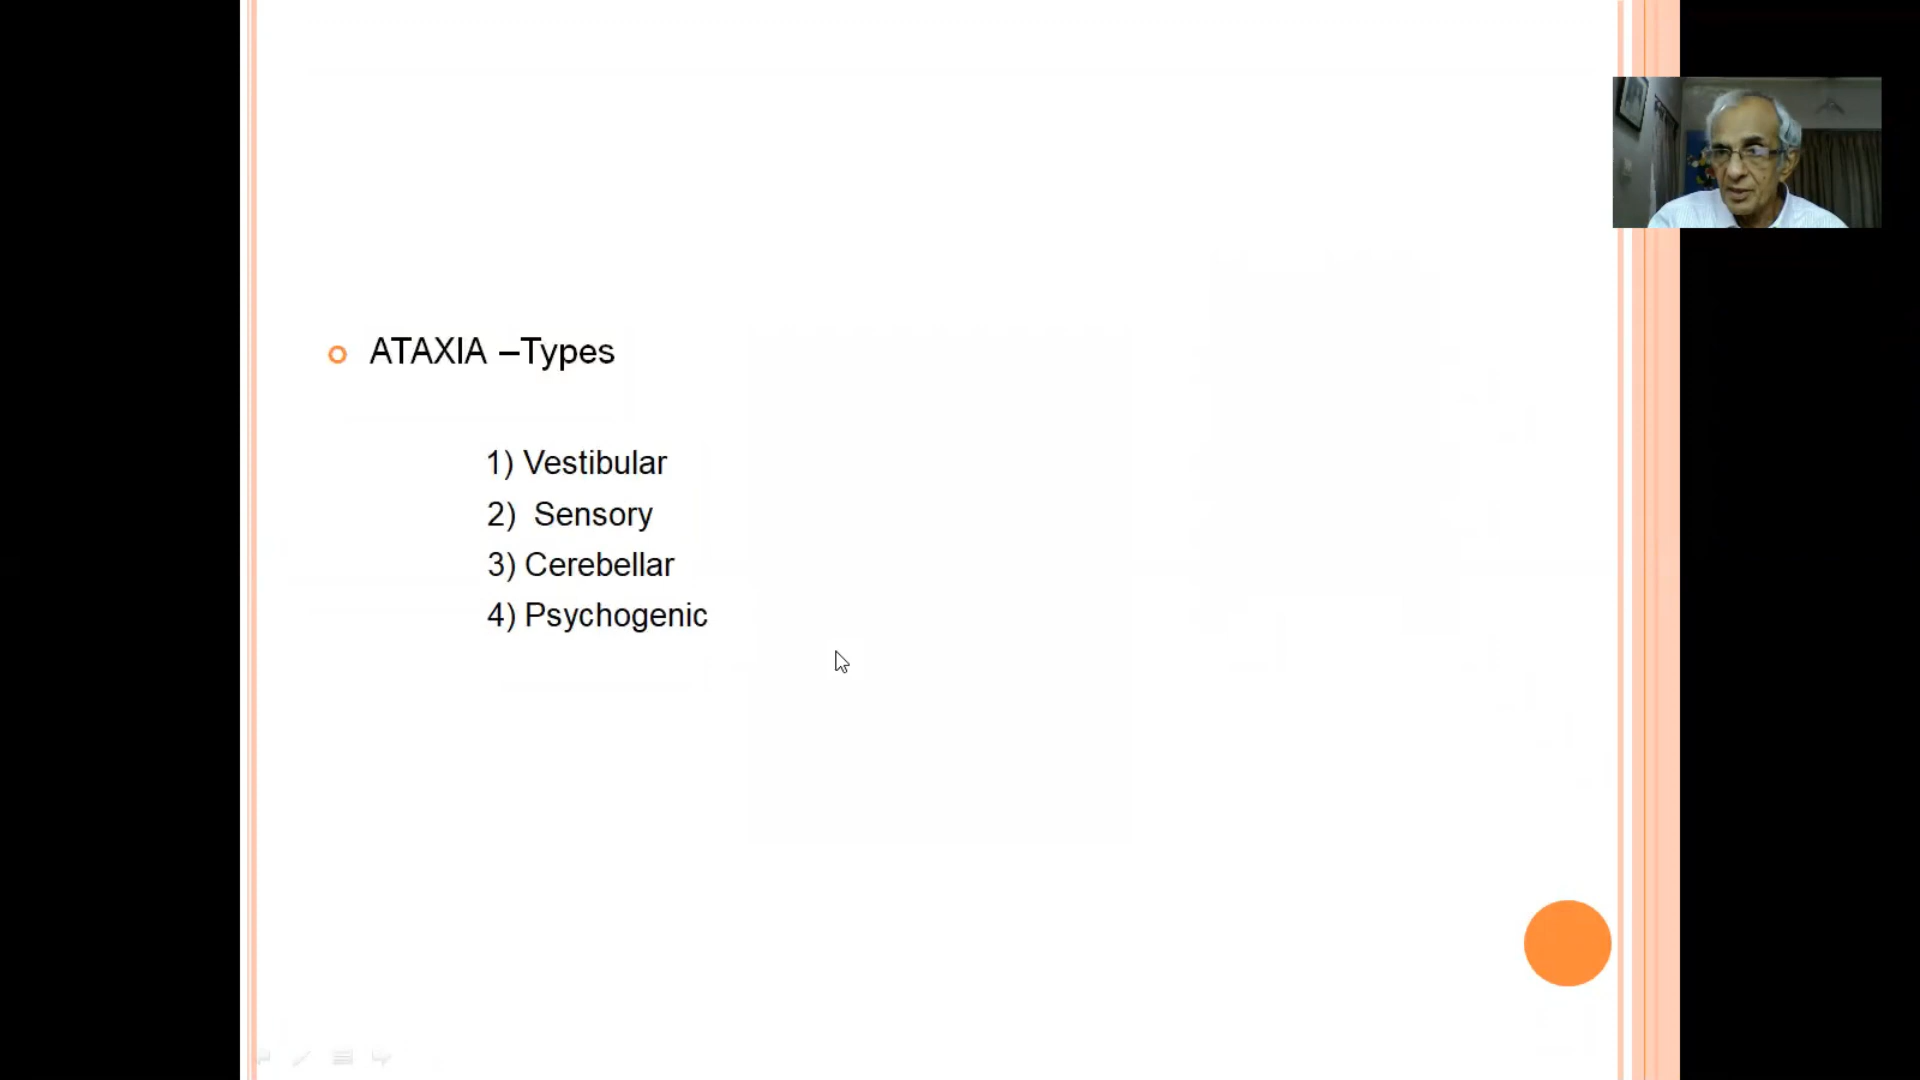 ATAXIA –Types
1) Vestibular
2) Sensory
3) Cerebellar
4) Psychogenic